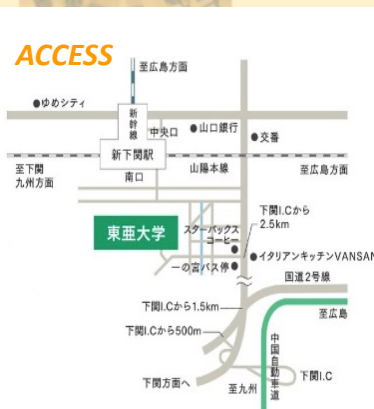 ACCESS
至広島方面
●ゆめシティ
新幹線
中央口
●山口銀行
●交番
新下関駅
至下関
九州方面
南口
山陽本線
至広島方面
下関I.Cから
2.5km
東亜大学
スターバックス
コーヒー
●イタリアンキッチンVANSAN
一の宮バス停
国道2号線
下関I.Cから1.5km
至広島
下関I.Cから500m
中国自動車道
下関I.C
下関方面へ
至九州